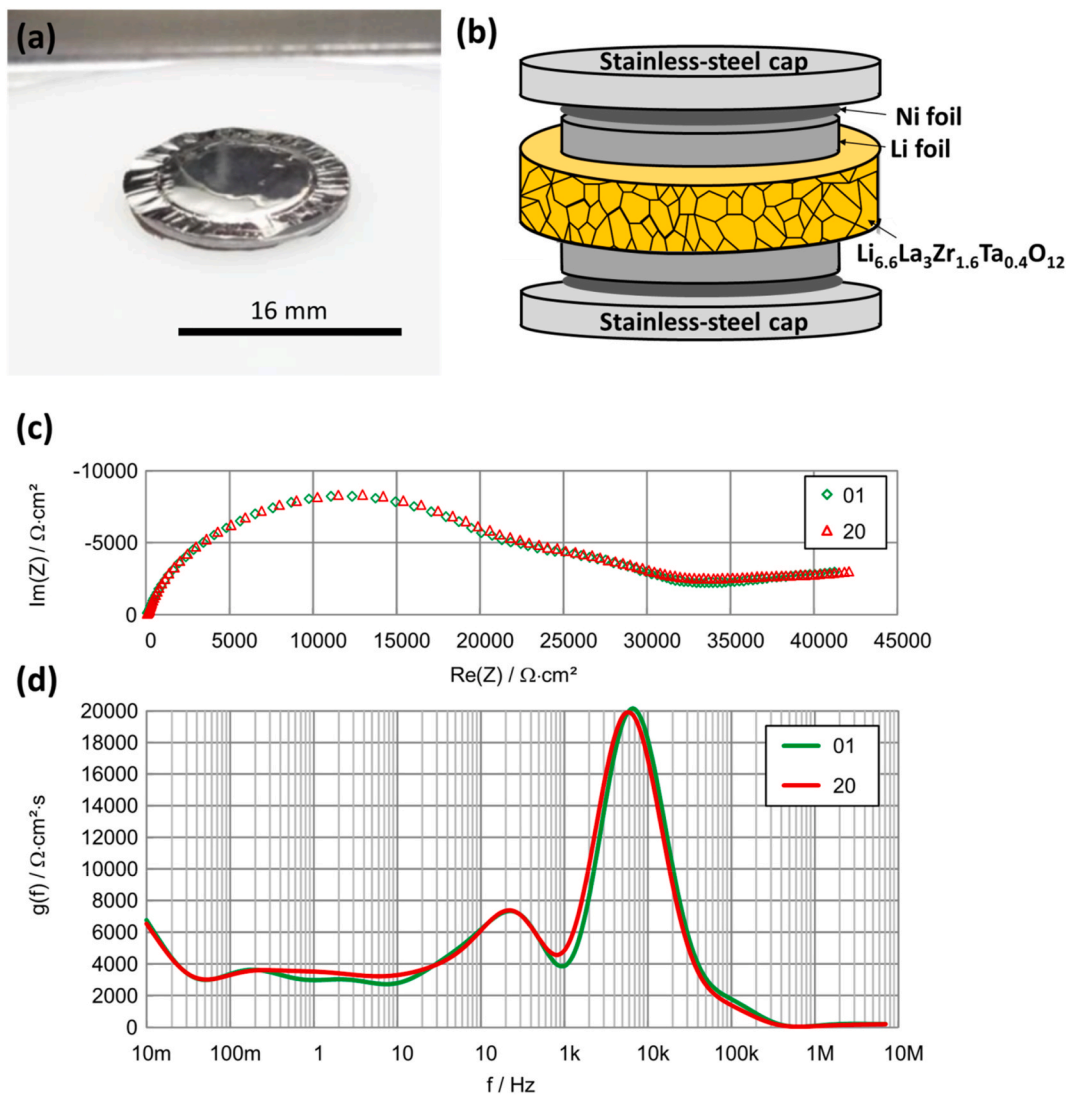 (a)
16 mm
(b)
Stainless-steel cap
Ni foil
Li foil
Li6.6La3Zr1.6Ta0.4O12
Stainless-steel cap
(c)
-10000
-5000
0
Im(Z) / Ω·cm²
01
20
0 5000 10000 15000 20000 25000 30000 35000 40000 45000
Re(Z) / Ω·cm²
(d)
20000
18000
16000
14000
12000
10000
8000
6000
4000
2000
0
g(f) / Ω·cm²·s
01
20
10m 100m 1 10 10 1k 10k 100k 1M 10M
f / Hz